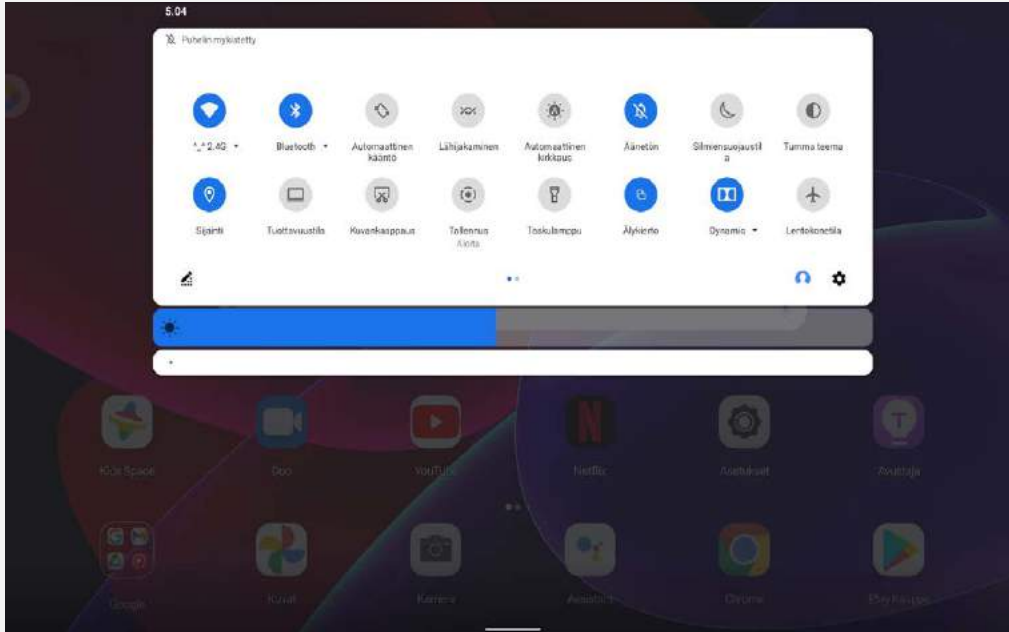 5.04
Puhelin mykistetty
^_^2.4G
Bluetooth
Automaattinen
kääntö
Lähijakaminen
Automaattinen
kirkkaus
Äänetön
Silmiensuojaustil
a
Tumma teema
Sijainti
Tuottavuustila
Kuvankaappaus
Tallennus
Aloita
Taskulamppu
Älykierto
Dynamic
Lentokonetila
Kids Space
Duo
YouTube
Netflix
Asetukset
Avustaja
Google
Kuvat
Kamera
Assistant
Chrome
Play Kauppa